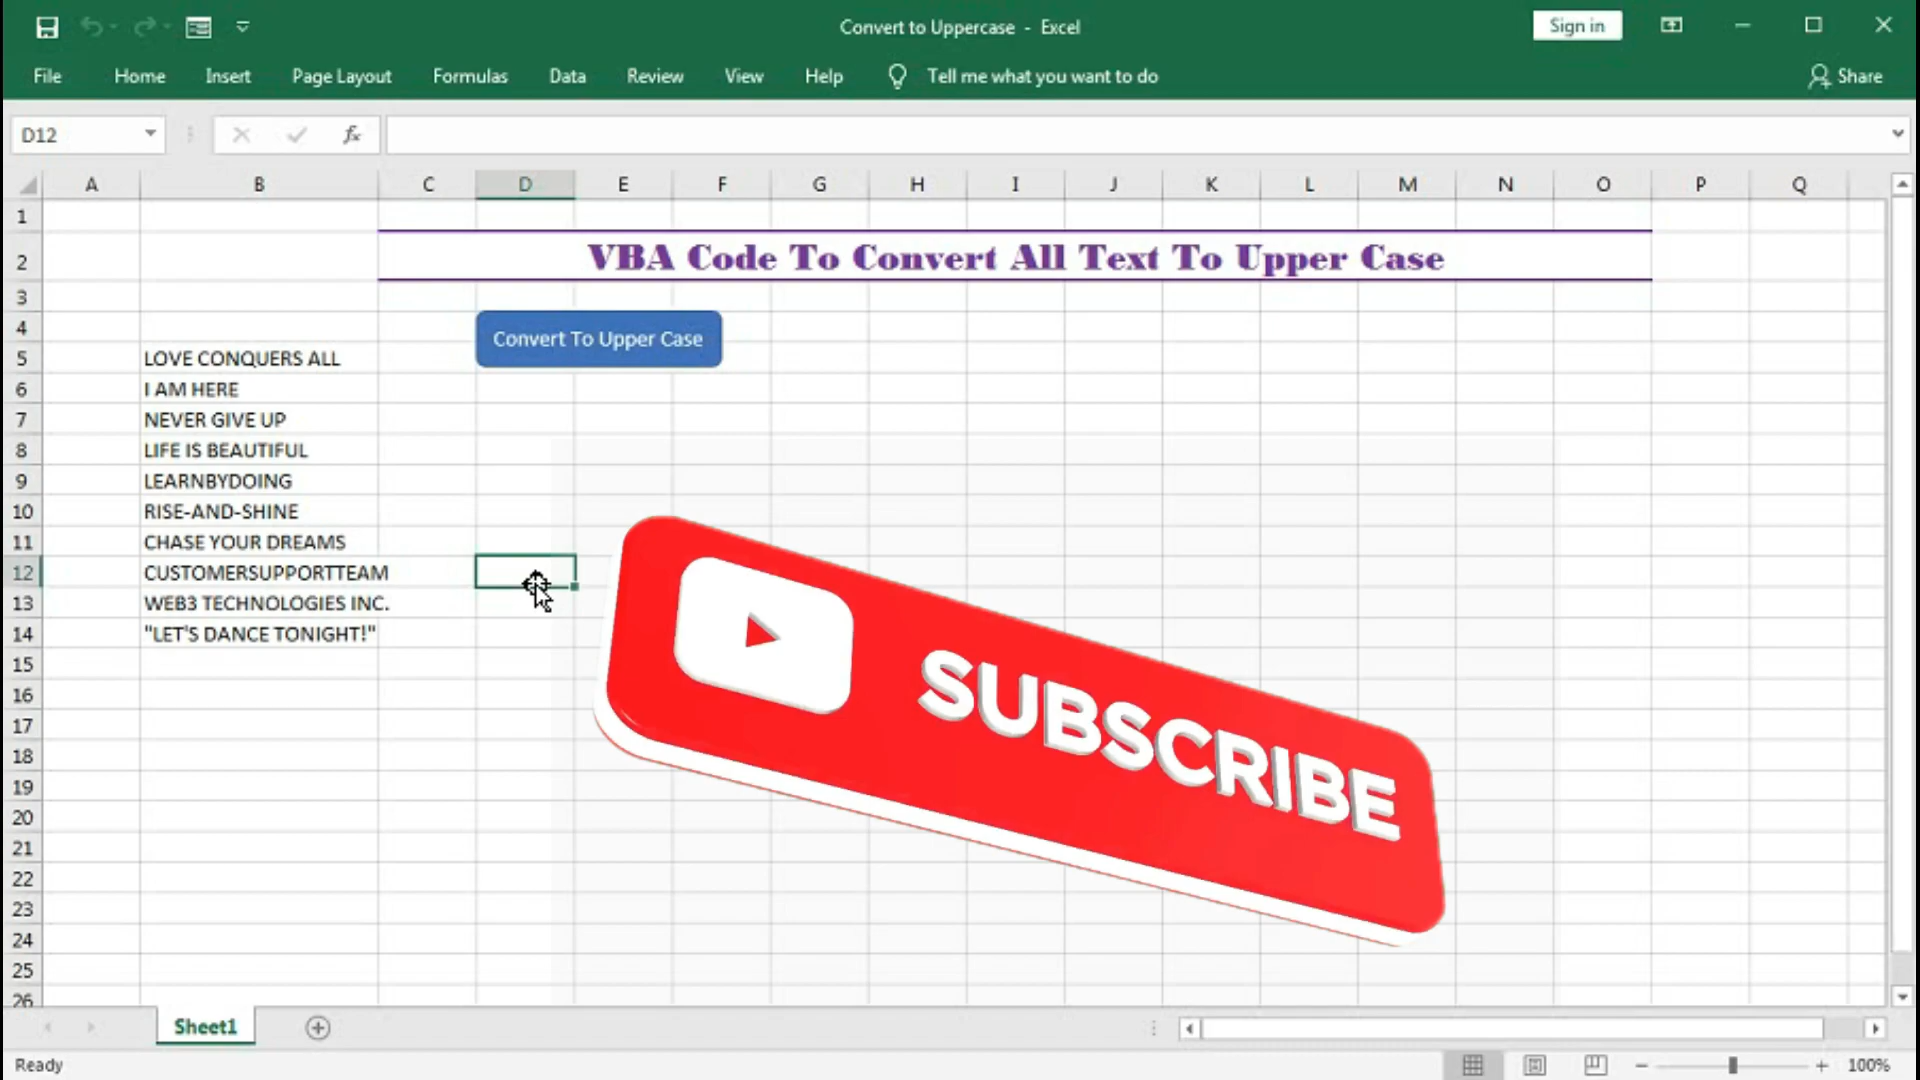 Convert to Uppercase - Excel
Sign in
File Home Insert Page Layout Formulas Data Review View Help Tell me what you want to do Share
D12 fx
A B C D E F G H I J K L M N O P Q
1
2 VBA Code To Convert All Text To Upper Case
3
4
Convert To Upper Case
5 LOVE CONQUERS ALL
6 I AM HERE
7 NEVER GIVE UP
8 LIFE IS BEAUTIFUL
9 LEARNBYDOING
10 RISE-AND-SHINE
11 CHASE YOUR DREAMS
12 CUSTOMERSUPPORTTEAM
13 WEB3 TECHNOLOGIES INC.
14 "LET'S DANCE TONIGHT!"
15
16
17
SUBSCRIBE
18
19
20
21
22
23
24
25
26
Sheet1
Ready
100%